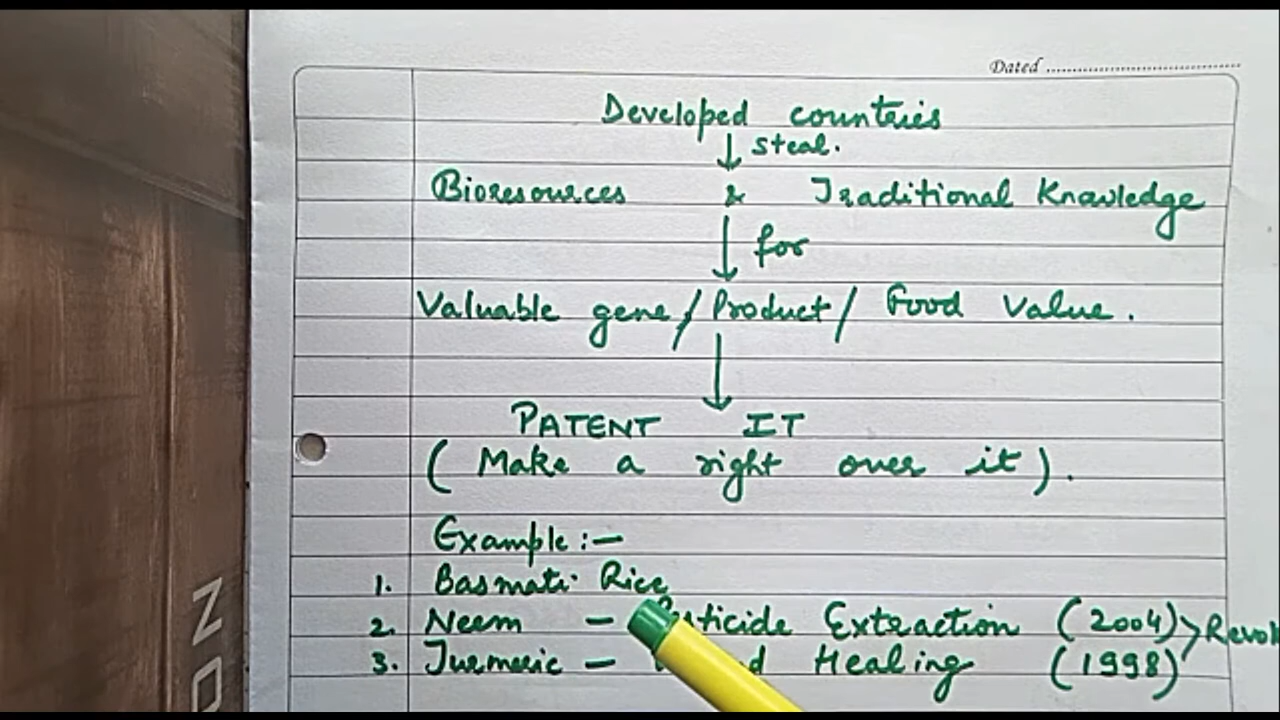 Dated
Developed countries
↓ steal.
Bioresources & Traditional Knowledge
↓ for
Valuable gene / Product / Food Value.
↓
PATENT IT
( Make a right over it ).
Example :-
1. Basmati Rice
2. Neem - Extraction (2004)
3. Turmeric - Healing (1998)